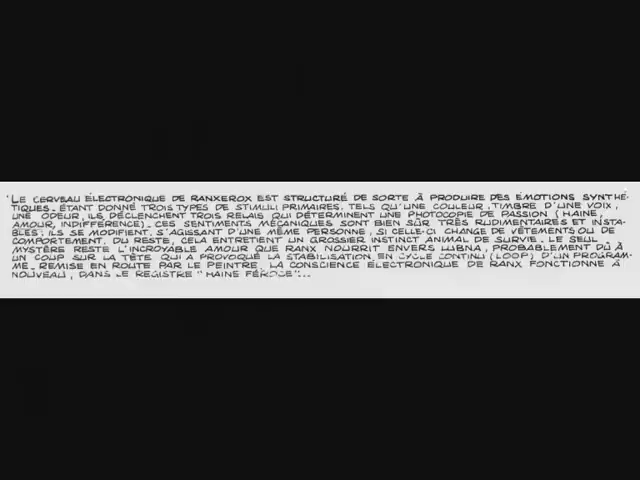 "LE CERVEAU ÉLECTRONIQUE DE RANXEROX EST STRUCTURÉ DE SORTE À PRODUIRE DES ÉMOTIONS SYNTHÉ-
TIQUES. ÉTANT DONNÉ TROIS TYPES DE STIMULI PRIMAIRES, TELS QU'UNE COULEUR, TIMBRE D'UNE VOIX,
UNE ODEUR, ILS DÉCLENCHENT TROIS RELAIS QUI DÉTERMINENT UNE PHOTOCOPIE DE PASSION (HAINE,
AMOUR, INDIFFÉRENCE). CES SENTIMENTS MÉCANIQUES SONT BIEN SÛR TRÈS RUDIMENTAIRES ET INSTA-
BLES: ILS SE MODIFIENT, S'AGISSANT D'UNE MÊME PERSONNE, SI CELLE-CI CHANGE DE VÊTEMENTS OU DE
COMPORTEMENT. DU RESTE, CELA ENTRETIENT UN GROSSIER INSTINCT ANIMAL DE SURVIE. LE SEUL
MYSTÈRE RESTE L'INCROYABLE AMOUR QUE RANX NOURRIT ENVERS LUBNA, PROBABLEMENT DÛ À
UN COUP SUR LA TÊTE QUI A PROVOQUÉ LA STABILISATION EN CYCLE CONTINU (LOOP) D'UN PROGRAM-
ME. REMISE EN ROUTE PAR LE PEINTRE, LA CONSCIENCE ÉLECTRONIQUE DE RANX FONCTIONNE À
NOUVEAU, DANS LE REGISTRE "HAINE FÉROCE"...